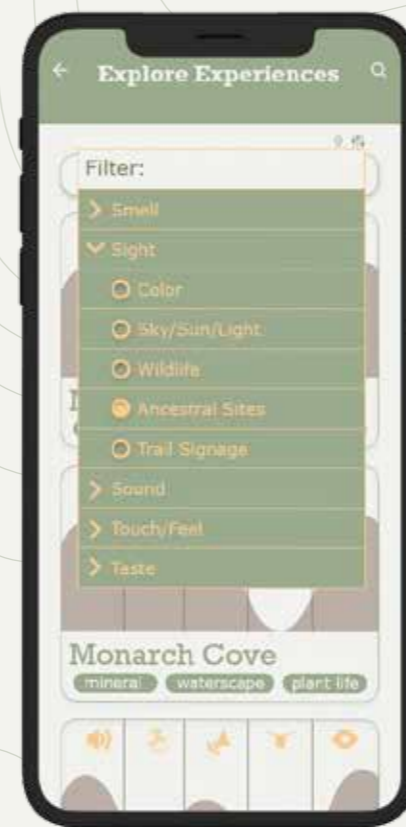 Explore Experiences
Filter:
Smell
Sight
Color
Sky/Sun/Light
Wildlife
Ancestral Sites
Trail Signage
Sound
Touch/Feel
Taste
Monarch Cove
mineral waterscape plant life